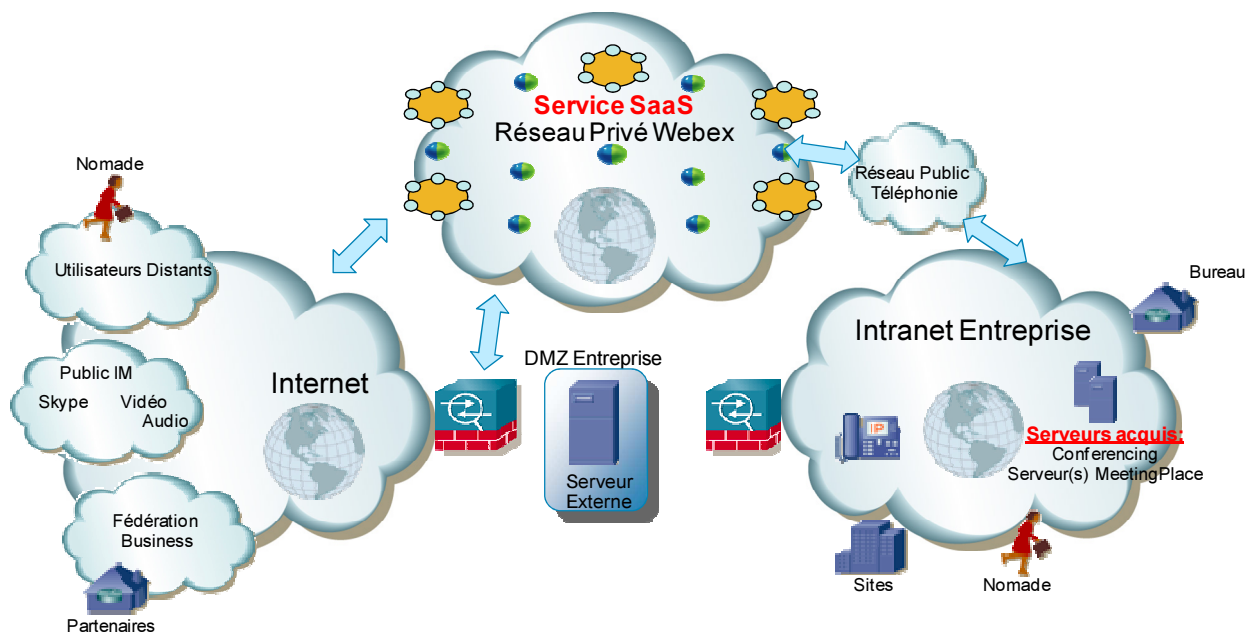 Service SaaS
Réseau Privé Webex
Réseau Public
Téléphonie
Nomade
Utilisateurs Distants
Public IM
Skype Vidéo
Audio
Internet
Fédération
Business
Partenaires
DMZ Entreprise
Serveur
Externe
Bureau
Intranet Entreprise
IP
Serveurs acquis:
Conferencing
Serveur(s) MeetingPlace
Sites
Nomade